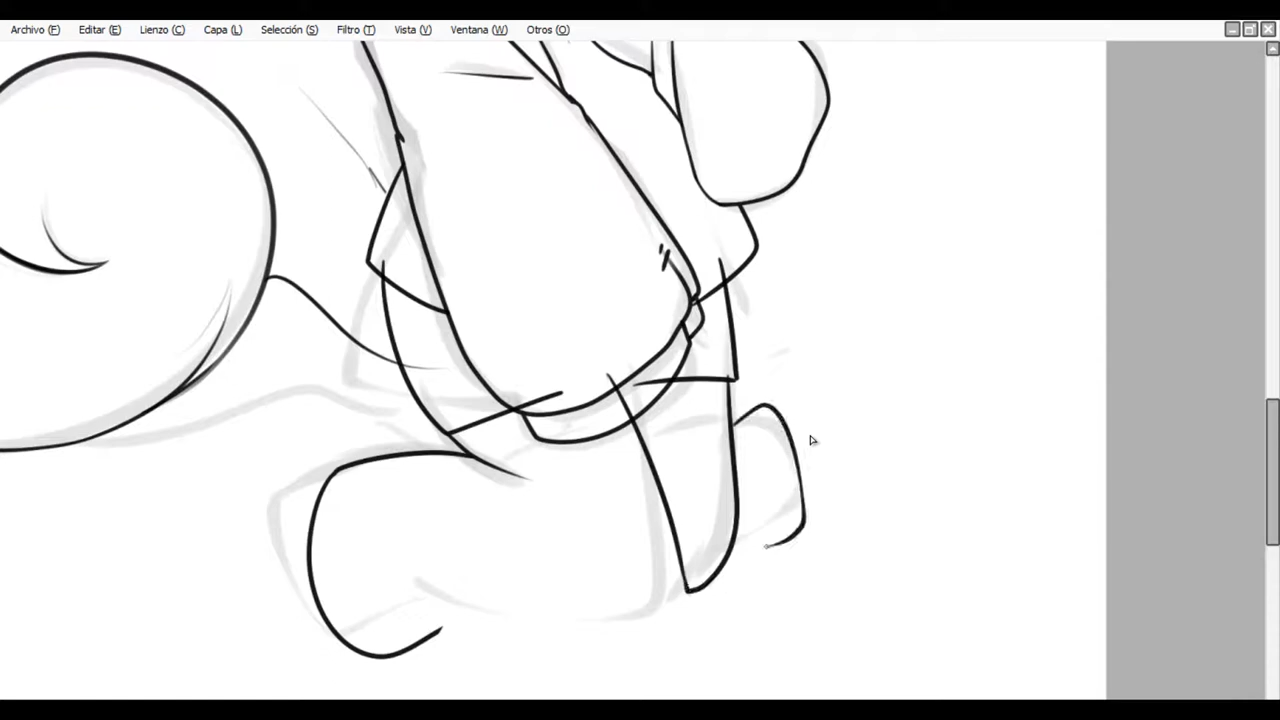 Archivo (F) Editar (E) Lienzo (C) Capa (L) Selección (S) Filtro (T) Vista (V) Ventana (W) Otros (O)